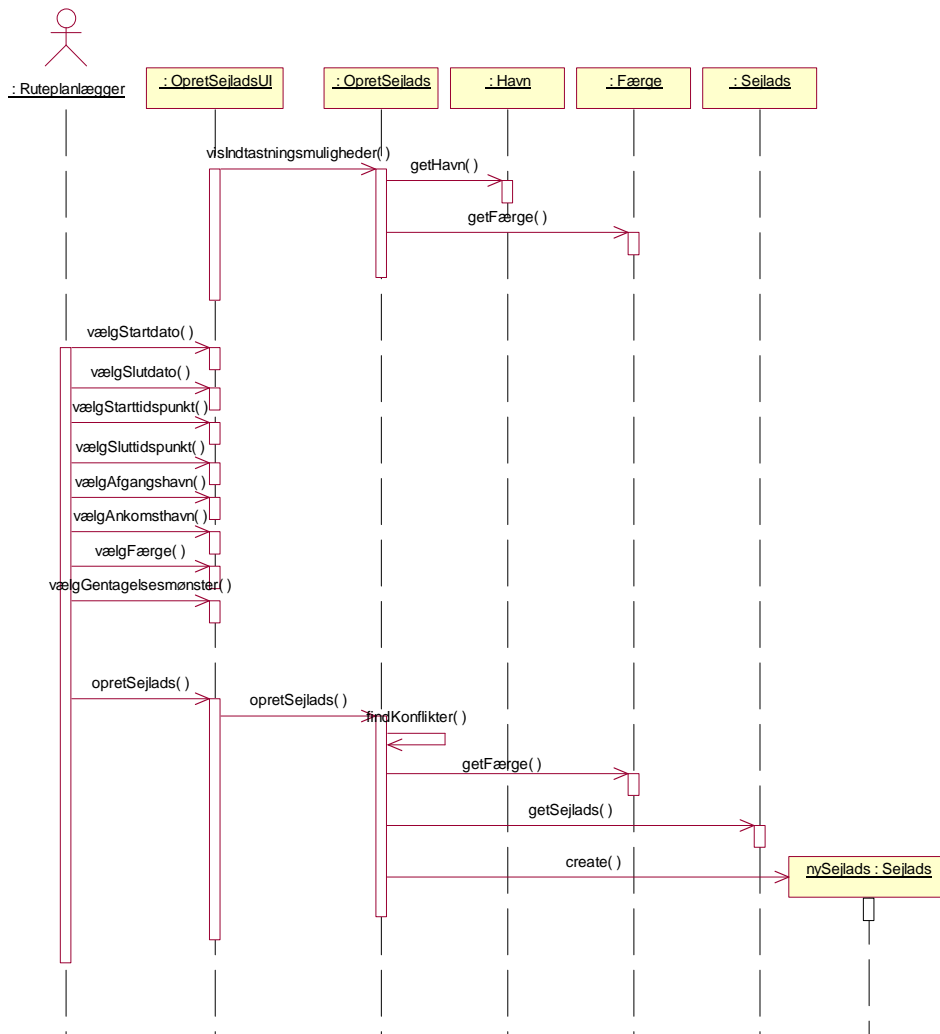 : Ruteplanlægger
: OpretSejladsUI
: OpretSejlads
: Havn
: Færge
: Sejlads
visIndtastningsmuligheder( )
getHavn( )
getFærge( )
vælgStartdato( )
vælgSlutdato( )
vælgStarttidspunkt( )
vælgSluttidspunkt( )
vælgAfgangshavn( )
vælgAnkomsthavn( )
vælgFærge( )
vælgGentagelsesmønster( )
opretSejlads( )
opretSejlads( )
findKonflikter( )
getFærge( )
getSejlads( )
create( )
nySejlads : Sejlads